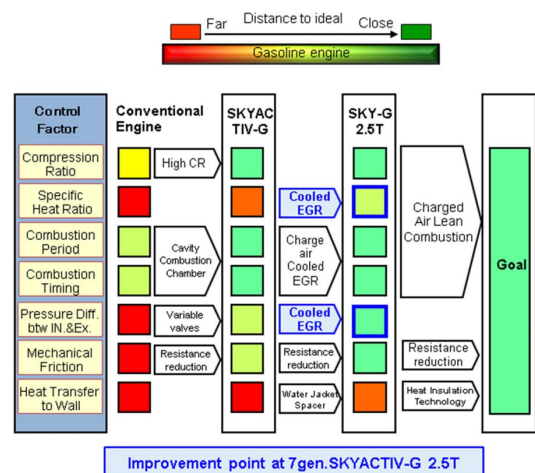 Far
Distance to ideal
Close
Gasoline engine
Control
Factor
Conventional
Engine
SKYAC
TIV-G
SKY-G
2.5T
Compression
Ratio
High CR
Specific
Heat Ratio
Cooled
EGR
Combustion
Period
Cavity
Combustion
Chamber
Charge
air
Cooled
EGR
Charged
Air Lean
Combustion
Goal
Combustion
Timing
Pressure Diff.
btw IN.&Ex.
Variable
valves
Cooled
EGR
Mechanical
Friction
Resistance
reduction
Resistance
reduction
Resistance
reduction
Heat Transfer
to Wall
Water Jacket
Spacer
Heat Insulation
Technology
Improvement point at 7gen.SKYACTIV-G 2.5T